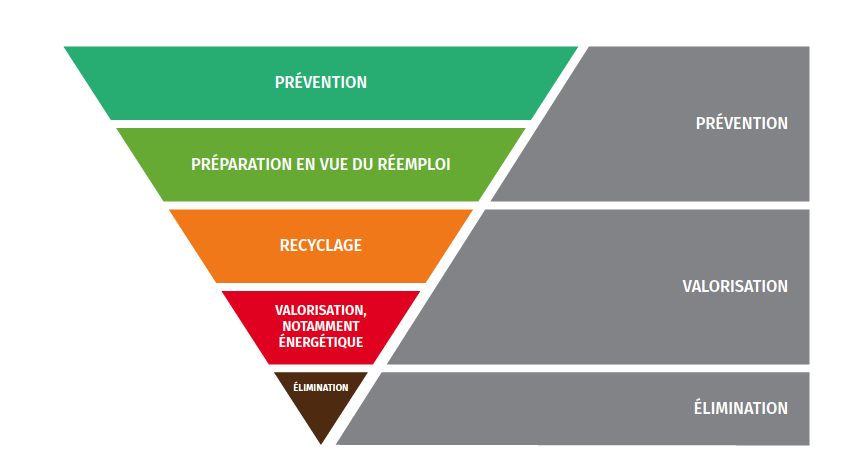 PRÉVENTION
PRÉVENTION
PRÉPARATION EN VUE DU RÉEMPLOI
RECYCLAGE
VALORISATION
VALORISATION,
NOTAMMENT
ÉNERGÉTIQUE
ÉLIMINATION
ÉLIMINATION